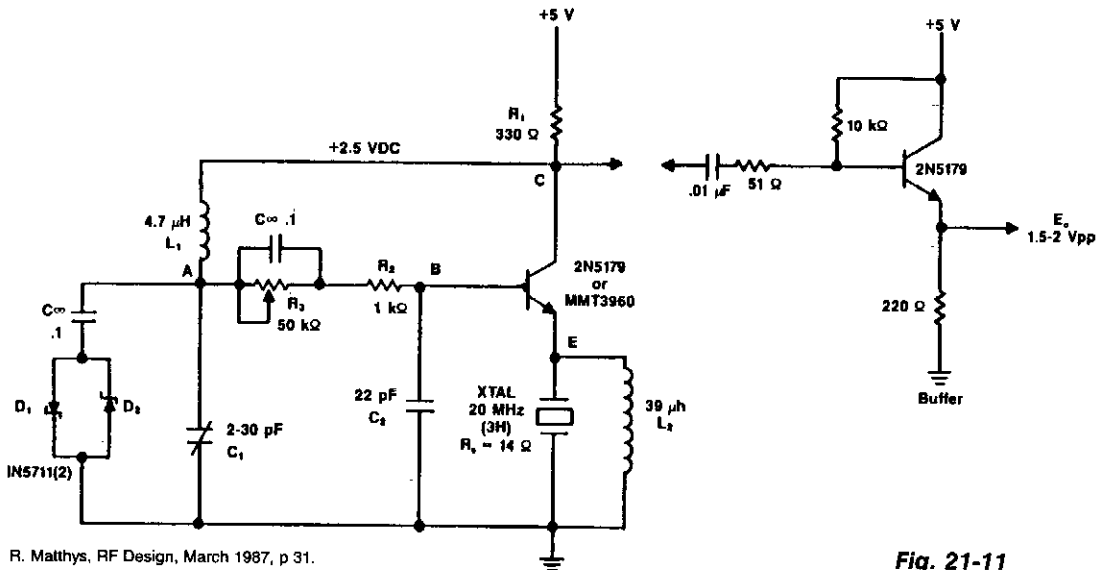 +5 V
+5 V
R₁
330 Ω
10 kΩ
+2.5 VDC
C
2N5179
.01 μF
51 Ω
4.7 μH
L₁
C∞ .1
E₀
1.5-2 Vpp
A
R₂
B
2N5179
or
MMT3960
R₃
50 kΩ
1 kΩ
C∞
.1
220 Ω
E
Buffer
D₁
D₂
22 pF
C₂
XTAL
20 MHz
(3H)
Rₛ = 14 Ω
39 μh
L₂
2-30 pF
C₁
IN5711(2)
R. Matthys, RF Design, March 1987, p 31.
Fig. 21-11